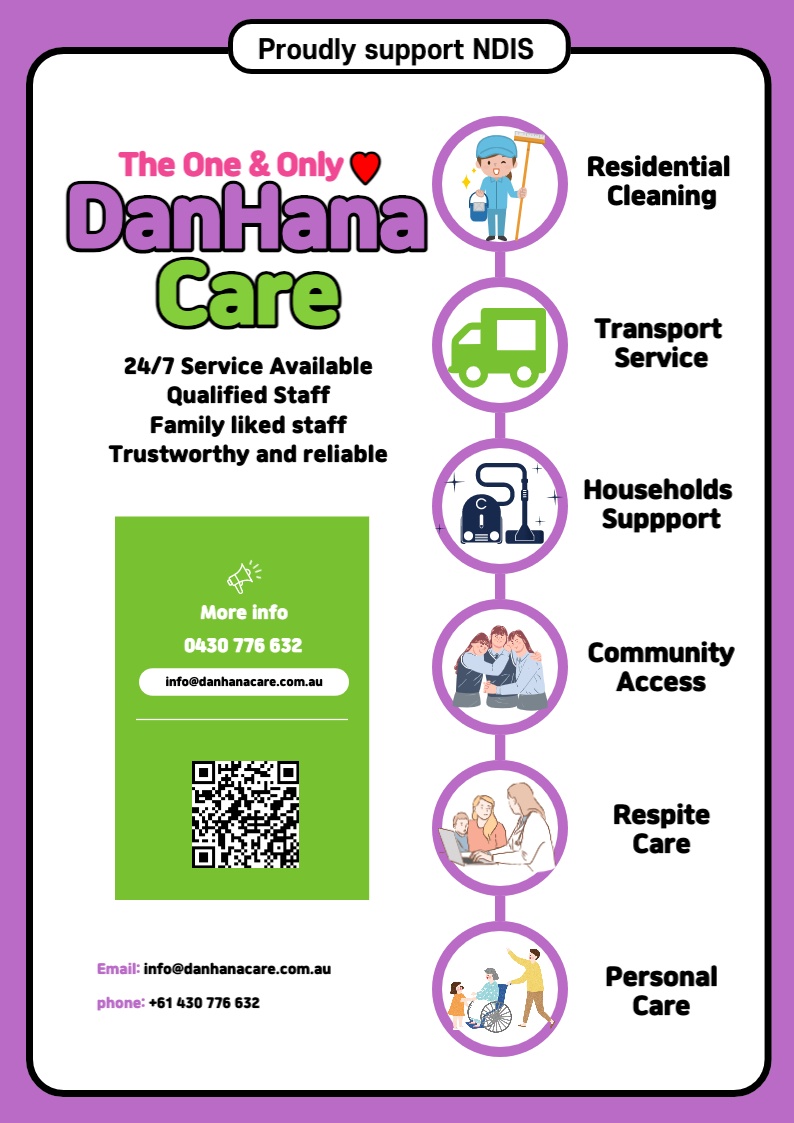 Proudly support NDIS
The One & Only
DanHana
Care
24/7 Service Available
Qualified Staff
Family liked staff
Trustworthy and reliable
More info
0430 776 632
info@danhanacare.com.au
Email: info@danhanacare.com.au
phone: +61 430 776 632
Residential
Cleaning
Transport
Service
Households
Suppport
Community
Access
Respite
Care
Personal
Care